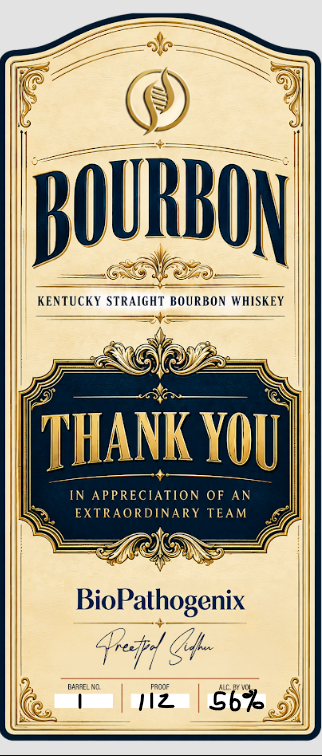 BOURBON
KENTUCKY STRAIGHT BOURBON WHISKEY
THANK YOU
IN APPRECIATION OF AN
EXTRAORDINARY TEAM
BioPathogenix
Preetpal Sidhu
BARREL NO. PROOF ALC. BY VOL.
1 112 56%